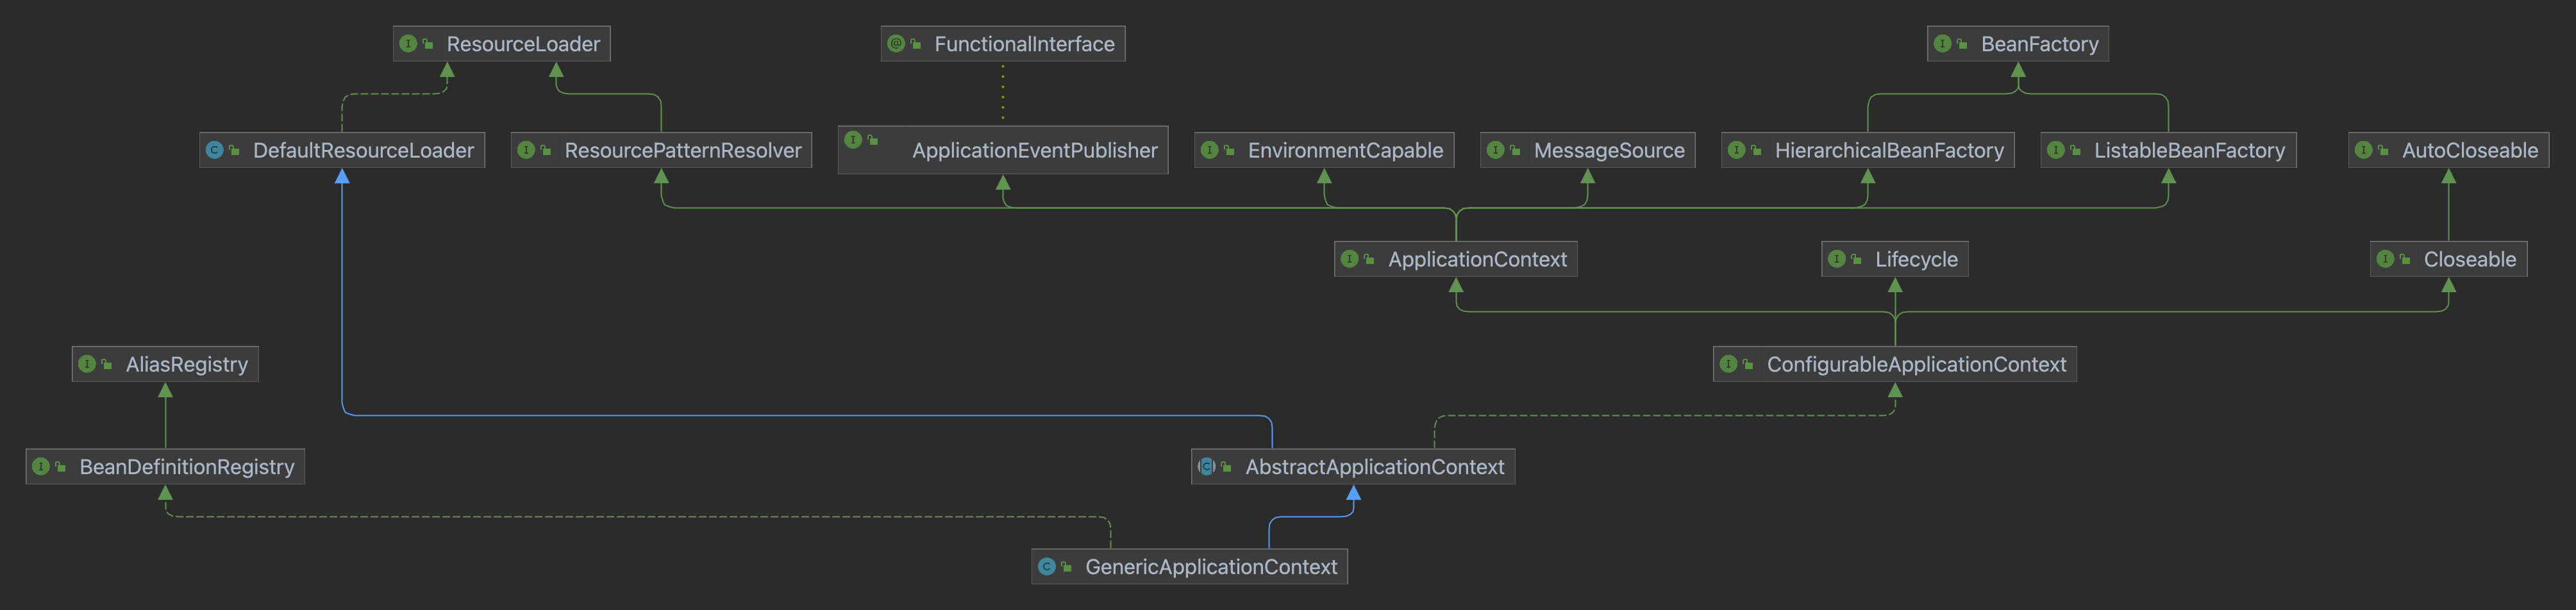 ResourceLoader
FunctionalInterface
BeanFactory
DefaultResourceLoader
ResourcePatternResolver
ApplicationEventPublisher
EnvironmentCapable
MessageSource
HierarchicalBeanFactory
ListableBeanFactory
AutoCloseable
ApplicationContext
Lifecycle
Closeable
AliasRegistry
ConfigurableApplicationContext
BeanDefinitionRegistry
AbstractApplicationContext
GenericApplicationContext